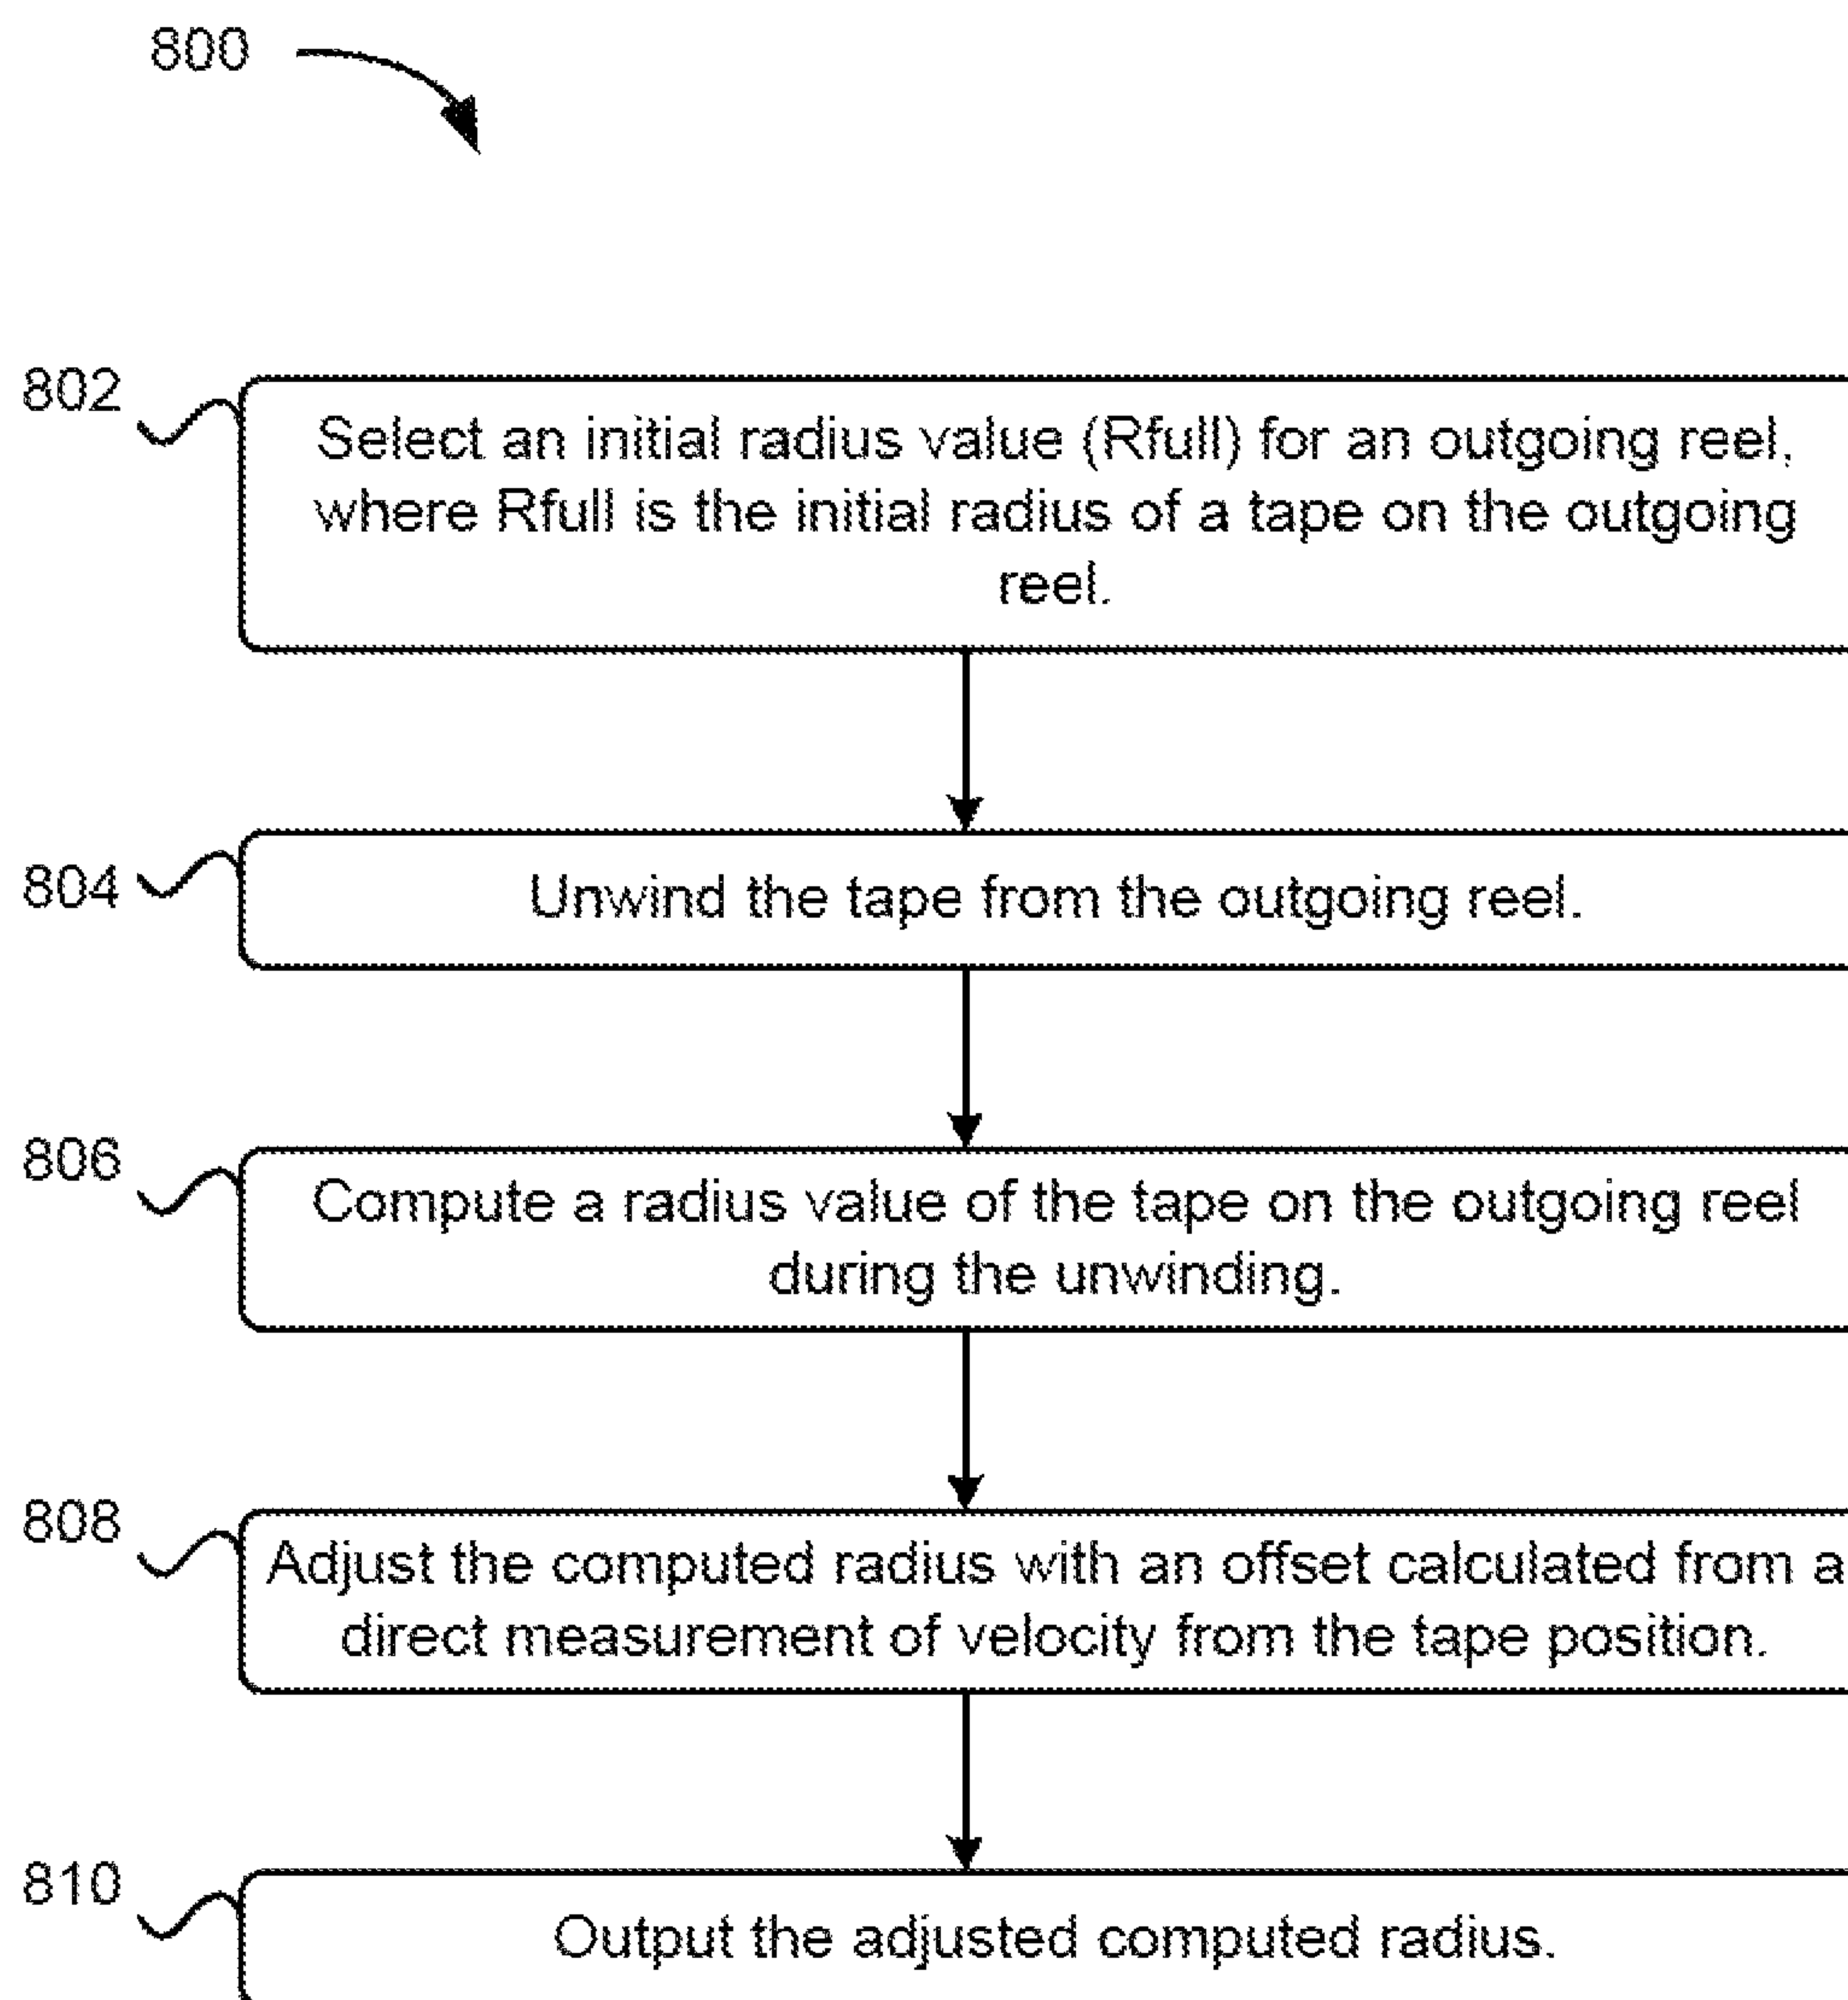 800
802
Select an initial radius value (Rfull) for an outgoing reel,
where Rfull is the initial radius of a tape on the outgoing
reel.
804
Unwind the tape from the outgoing reel.
806
Compute a radius value of the tape on the outgoing reel
during the unwinding.
808
Adjust the computed radius with an offset calculated from a
direct measurement of velocity from the tape position.
810
Output the adjusted computed radius.